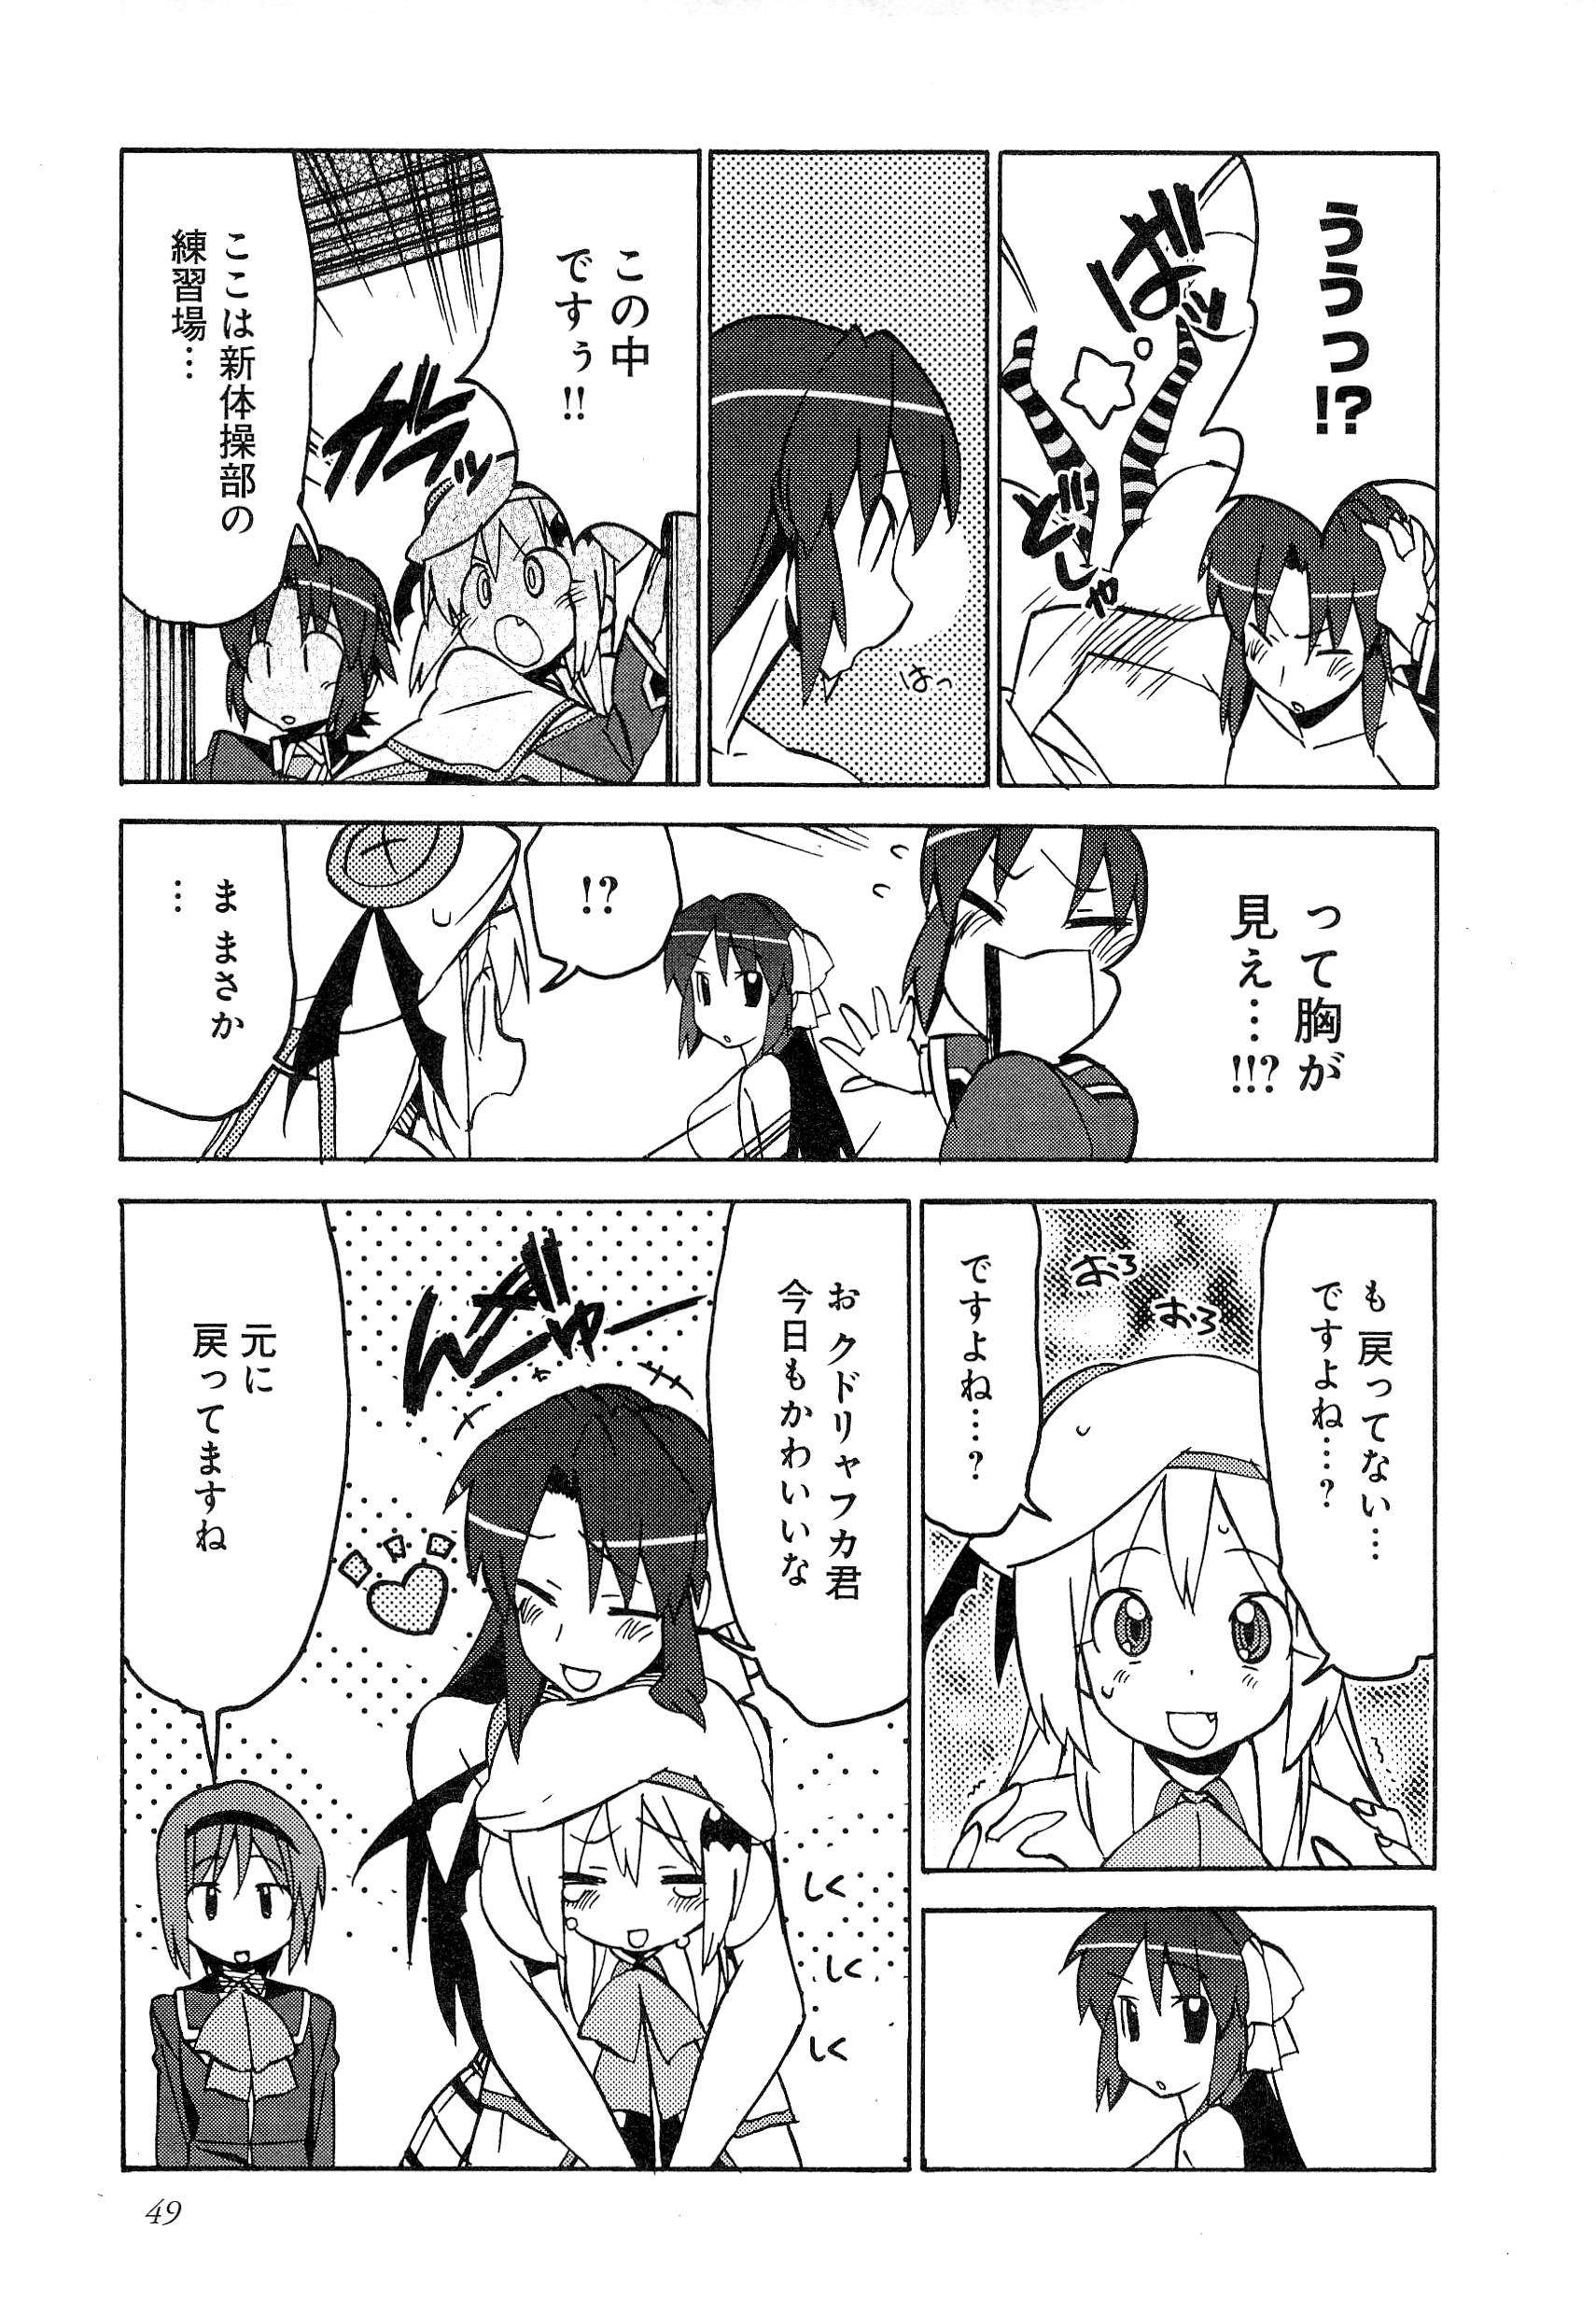 ううっ!?
ばッ
どしゃ
はっ
この中
ですぅ!!
ガラッ
ここは新体操部の
練習場…
って胸が
見え…!!?
!?
ま まさか
…
も 戻ってない…
ですよね…?
おろ
おろ
ですよね…?
お クドリャフカ君
今日もかわいいな
ぎゅーん
しく
しく
しく
元に
戻ってますね
49